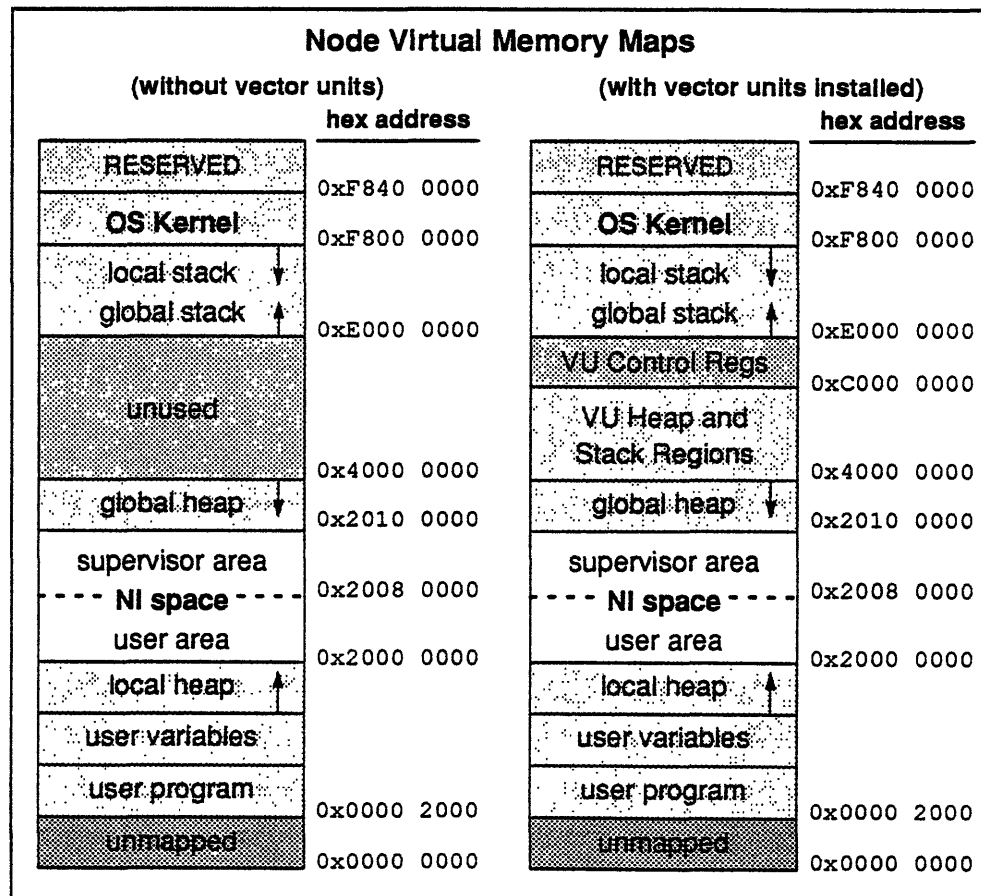 Node Virtual Memory Maps
(without vector units)
hex address
RESERVED
0xF840 0000
OS Kernel
0xF800 0000
local stack
global stack
0xE000 0000
unused
0x4000 0000
global heap
0x2010 0000
supervisor area
NI space
0x2008 0000
user area
0x2000 0000
local heap
user variables
user program
0x0000 2000
unmapped
0x0000 0000
(with vector units installed)
hex address
RESERVED
0xF840 0000
OS Kernel
0xF800 0000
local stack
global stack
0xE000 0000
VU Control Regs
0xC000 0000
VU Heap and
Stack Regions
0x4000 0000
global heap
0x2010 0000
supervisor area
NI space
0x2008 0000
user area
0x2000 0000
local heap
user variables
user program
0x0000 2000
unmapped
0x0000 0000